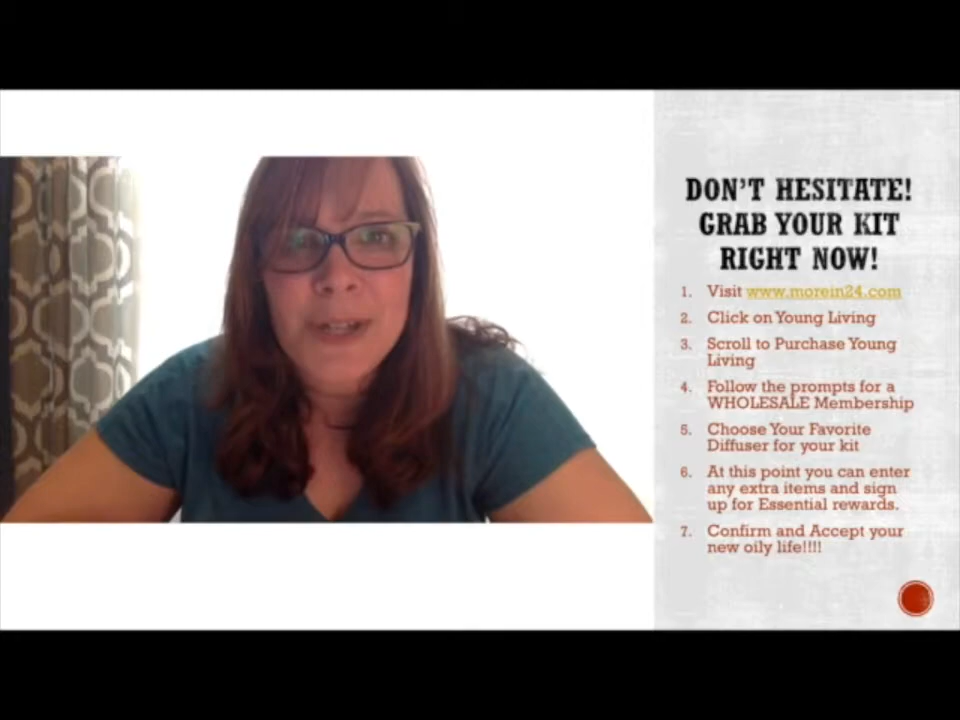 DON'T HESITATE!
GRAB YOUR KIT
RIGHT NOW!
1. Visit www.morein24.com
2. Click on Young Living
3. Scroll to Purchase Young
Living
4. Follow the prompts for a
WHOLESALE Membership
5. Choose Your Favorite
Diffuser for your kit
6. At this point you can enter
any extra items and sign
up for Essential rewards.
7. Confirm and Accept your
new oily life!!!!